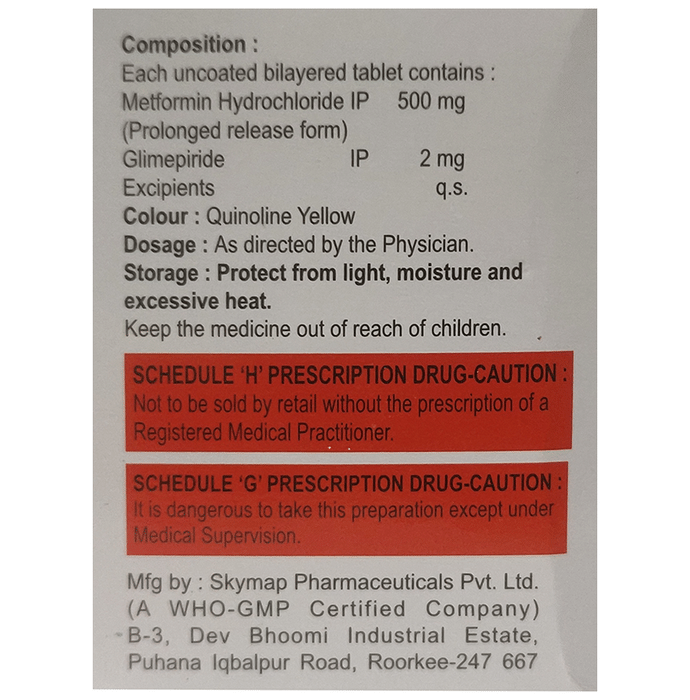 Composition :
Each uncoated bilayered tablet contains :
Metformin Hydrochloride IP 500 mg
(Prolonged release form)
Glimepiride IP 2 mg
Excipients q.s.
Colour : Quinoline Yellow
Dosage : As directed by the Physician.
Storage : Protect from light, moisture and
excessive heat.
Keep the medicine out of reach of children.
SCHEDULE 'H' PRESCRIPTION DRUG-CAUTION :
Not to be sold by retail without the prescription of a
Registered Medical Practitioner.
SCHEDULE 'G' PRESCRIPTION DRUG-CAUTION :
It is dangerous to take this preparation except under
Medical Supervision.
Mfg by : Skymap Pharmaceuticals Pvt. Ltd.
(A WHO-GMP Certified Company)
B-3, Dev Bhoomi Industrial Estate,
Puhana Iqbalpur Road, Roorkee-247 667